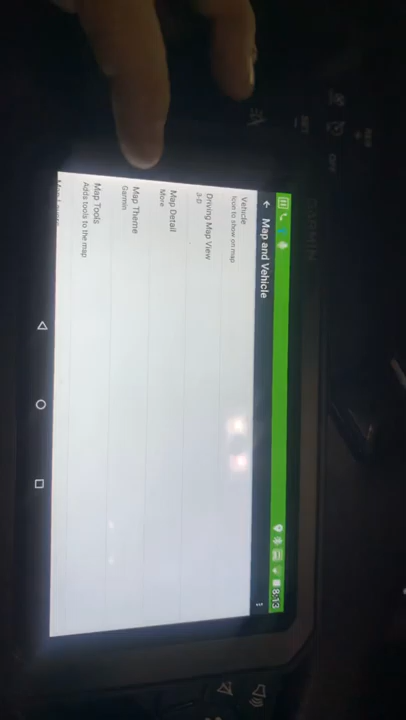 GARMIN
8:13
Map and Vehicle
Vehicle
Icon to show on map
Driving Map View
3-D
Map Detail
More
Map Theme
Garmin
Map Tools
Adds tools to the map